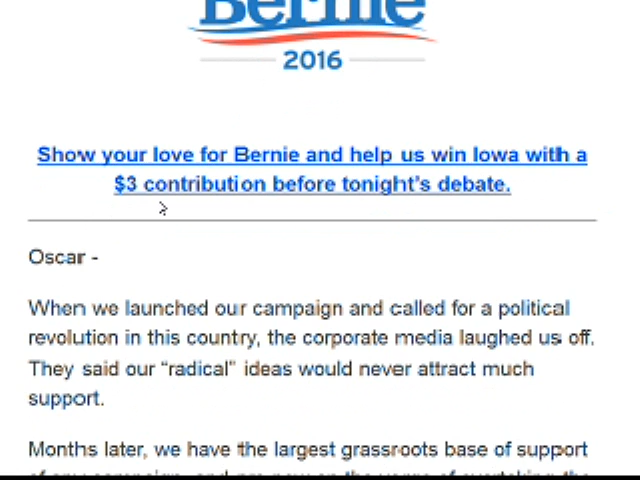 Bernie
2016
Show your love for Bernie and help us win Iowa with a
$3 contribution before tonight's debate.
Oscar -
When we launched our campaign and called for a political
revolution in this country, the corporate media laughed us off.
They said our “radical” ideas would never attract much
support.
Months later, we have the largest grassroots base of support